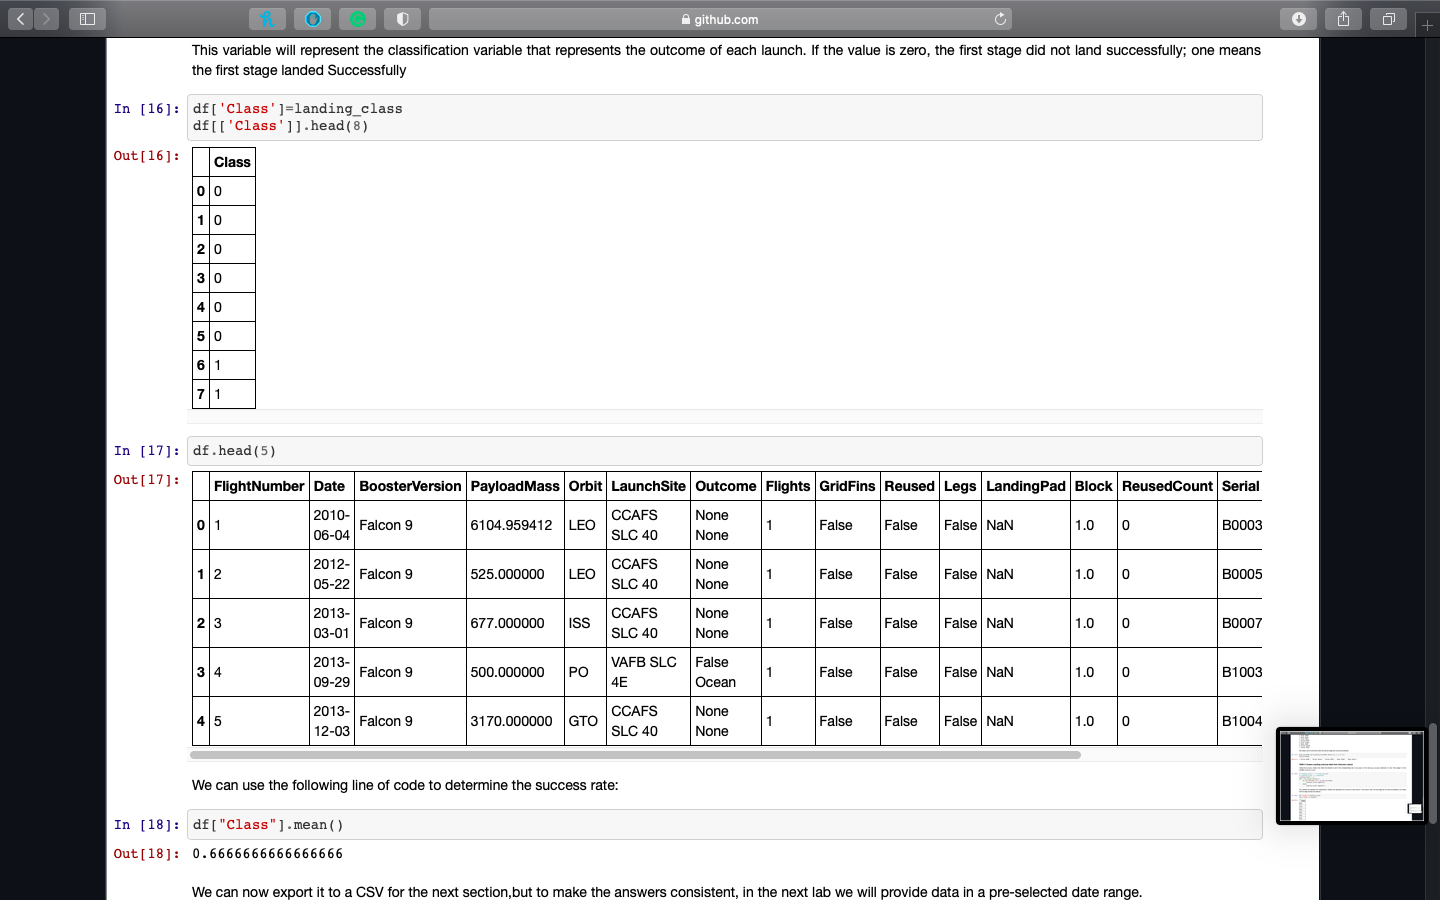 github.com
This variable will represent the classification variable that represents the outcome of each launch. If the value is zero, the first stage did not land successfully; one means
the first stage landed Successfully
In [16]: df['Class']=landing_class
df[['Class']].head(8)
Out[16]:
Class
0 0
1 0
2 0
3 0
4 0
5 0
6 1
7 1
In [17]: df.head(5)
Out[17]:
FlightNumber Date BoosterVersion PayloadMass Orbit LaunchSite Outcome Flights GridFins Reused Legs LandingPad Block ReusedCount Serial
0 1 2010-06-04 Falcon 9 6104.959412 LEO CCAFS SLC 40 None None 1 False False False NaN 1.0 0 B0003
1 2 2012-05-22 Falcon 9 525.000000 LEO CCAFS SLC 40 None None 1 False False False NaN 1.0 0 B0005
2 3 2013-03-01 Falcon 9 677.000000 ISS CCAFS SLC 40 None None 1 False False False NaN 1.0 0 B0007
3 4 2013-09-29 Falcon 9 500.000000 PO VAFB SLC 4E False Ocean 1 False False False NaN 1.0 0 B1003
4 5 2013-12-03 Falcon 9 3170.000000 GTO CCAFS SLC 40 None None 1 False False False NaN 1.0 0 B1004
We can use the following line of code to determine the success rate:
In [18]: df["Class"].mean()
Out[18]: 0.6666666666666666
We can now export it to a CSV for the next section,but to make the answers consistent, in the next lab we will provide data in a pre-selected date range.